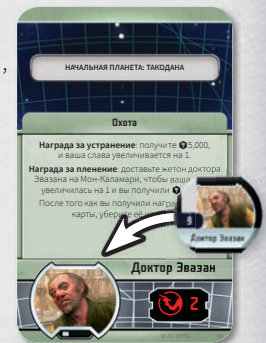 ,
НАЧАЛЬНАЯ ПЛАНЕТА: ТАКОДАНА
Охота
Награда за устранение: получите 5,000,
и ваша слава увеличивается на 1.
Награда за пленение: доставьте жетон доктора
Эвазана на Мон-Каламари, чтобы ваша
увеличилась на 1 и вы получили
После того как вы получили
карты, уберите её
Доктор Эвазан
Доктор Эвазан
2